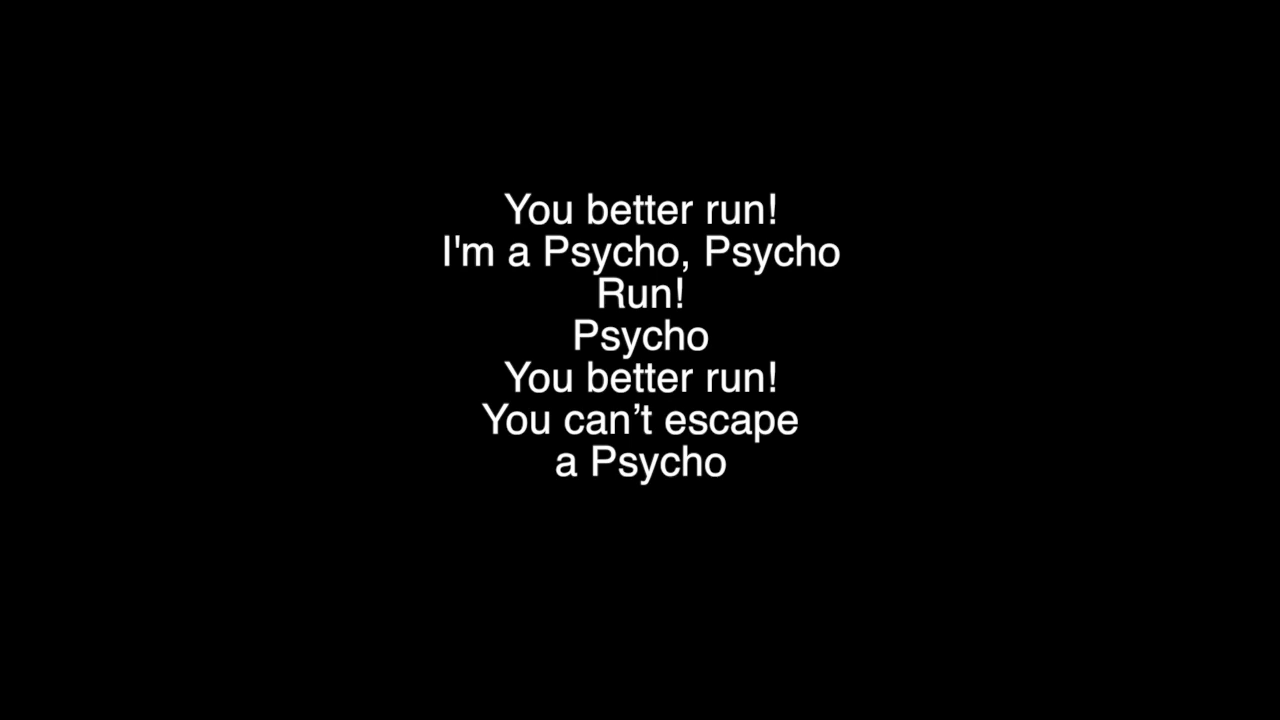 You better run!
I'm a Psycho, Psycho
Run!
Psycho
You better run!
You can’t escape
a Psycho